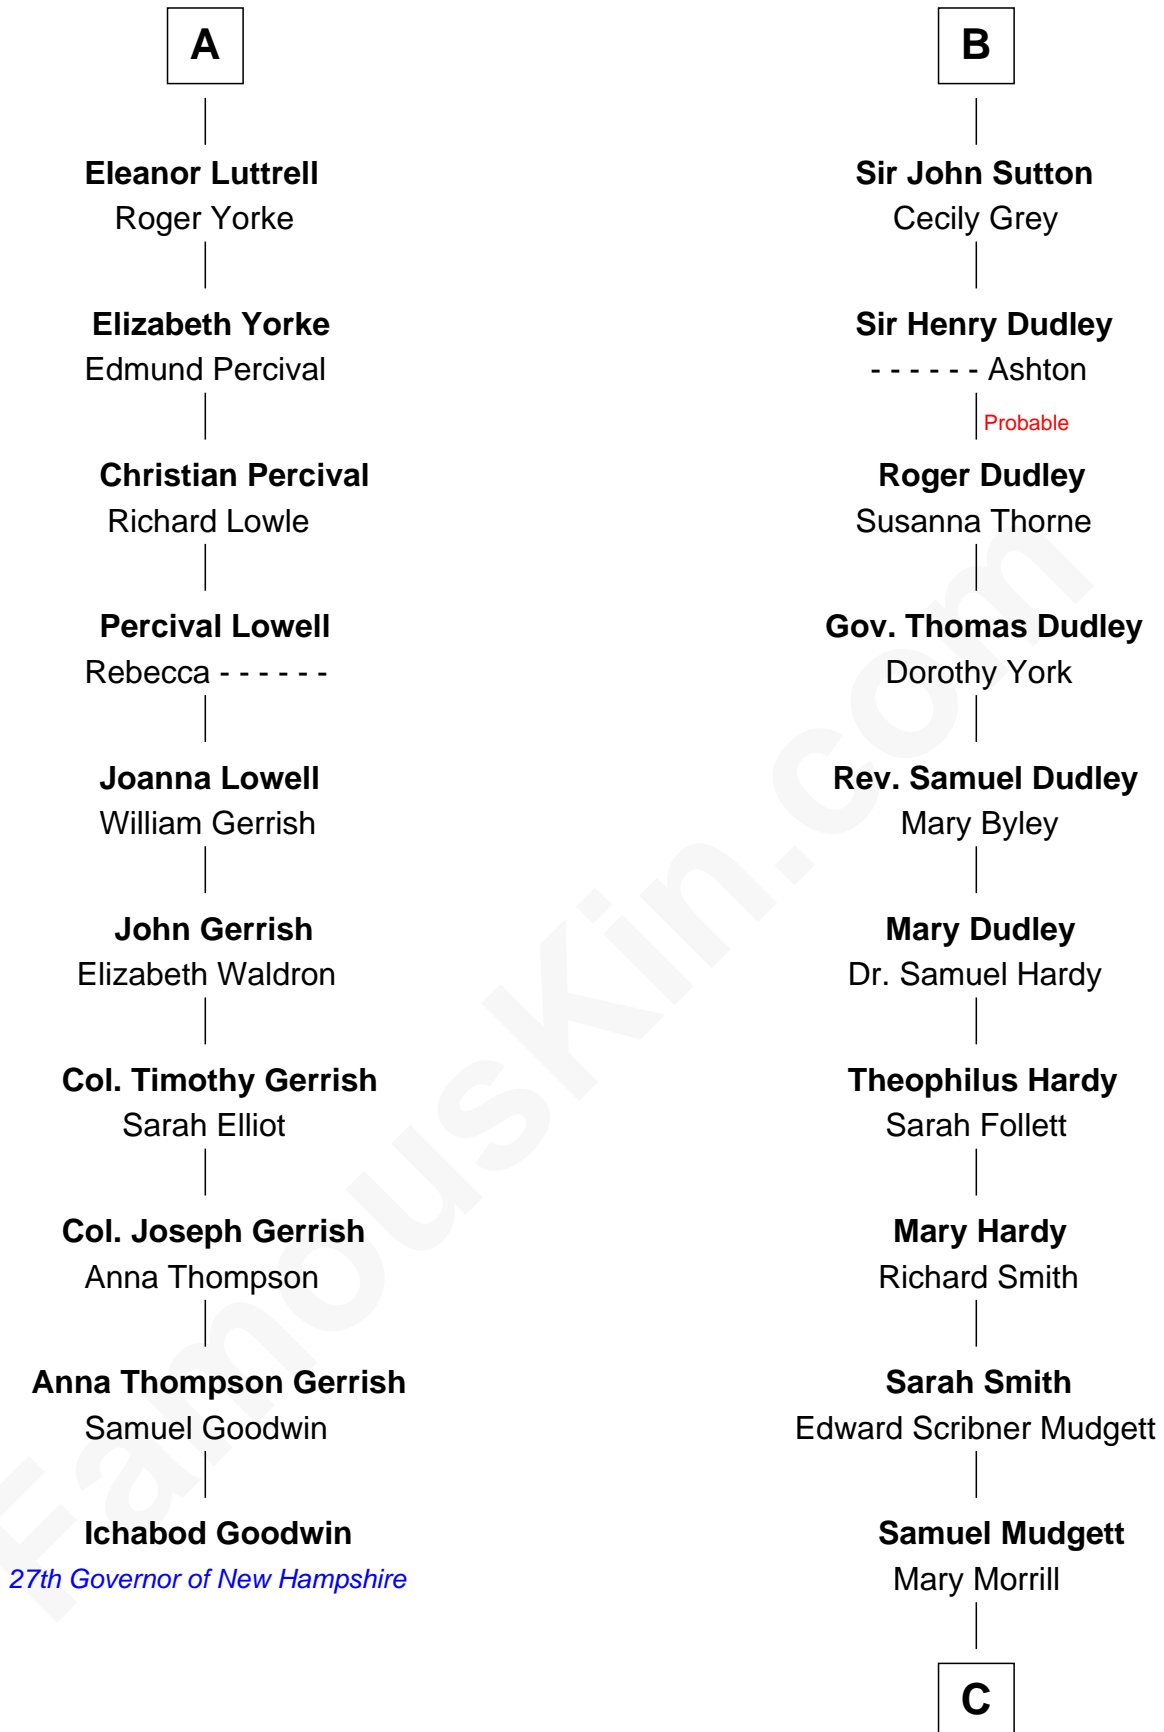 A
Eleanor Luttrell
Roger Yorke
Elizabeth Yorke
Edmund Percival
Christian Percival
Richard Lowle
Percival Lowell
Rebecca - - - - - -
Joanna Lowell
William Gerrish
John Gerrish
Elizabeth Waldron
Col. Timothy Gerrish
Sarah Elliot
Col. Joseph Gerrish
Anna Thompson
Anna Thompson Gerrish
Samuel Goodwin
Ichabod Goodwin
27th Governor of New Hampshire
B
Sir John Sutton
Cecily Grey
Sir Henry Dudley
- - - - - - Ashton
Probable
Roger Dudley
Susanna Thorne
Gov. Thomas Dudley
Dorothy York
Rev. Samuel Dudley
Mary Byley
Mary Dudley
Dr. Samuel Hardy
Theophilus Hardy
Sarah Follett
Mary Hardy
Richard Smith
Sarah Smith
Edward Scribner Mudgett
Samuel Mudgett
Mary Morrill
C
FamousKin.com